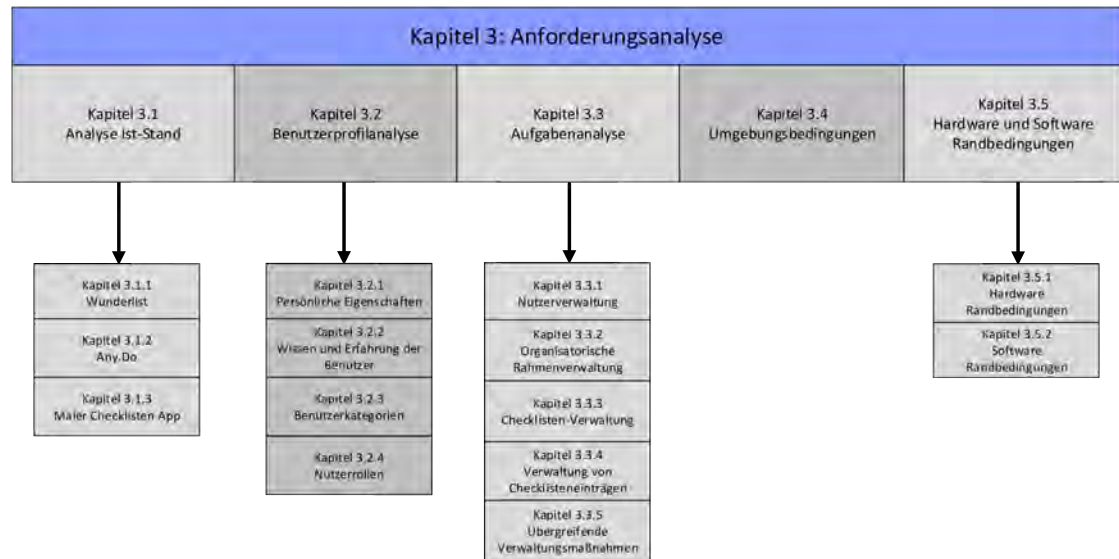 Kapitel 3: Anforderungsanalyse
Kapitel 3.1
Analyse Ist-Stand
Kapitel 3.2
Benutzerprofilanalyse
Kapitel 3.3
Aufgabenanalyse
Kapitel 3.4
Umgebungsbedingungen
Kapitel 3.5
Hardware und Software
Randbedingungen
Kapitel 3.1.1
Wunderlist
Kapitel 3.1.2
Any.Do
Kapitel 3.1.3
Maler Checklisten App
Kapitel 3.2.1
Persönliche Eigenschaften
Kapitel 3.2.2
Wissen und Erfahrung der
Benutzer
Kapitel 3.2.3
Benutzerkategorien
Kapitel 3.2.4
Nutzerrollen
Kapitel 3.3.1
Nutzerverwaltung
Kapitel 3.3.2
Organisatorische
Rahmenverwaltung
Kapitel 3.3.3
Checklisten-Verwaltung
Kapitel 3.3.4
Verwaltung von
Checklisteneinträgen
Kapitel 3.3.5
Übergreifende
Verwaltungsmaßnahmen
Kapitel 3.5.1
Hardware
Randbedingungen
Kapitel 3.5.2
Software
Randbedingungen